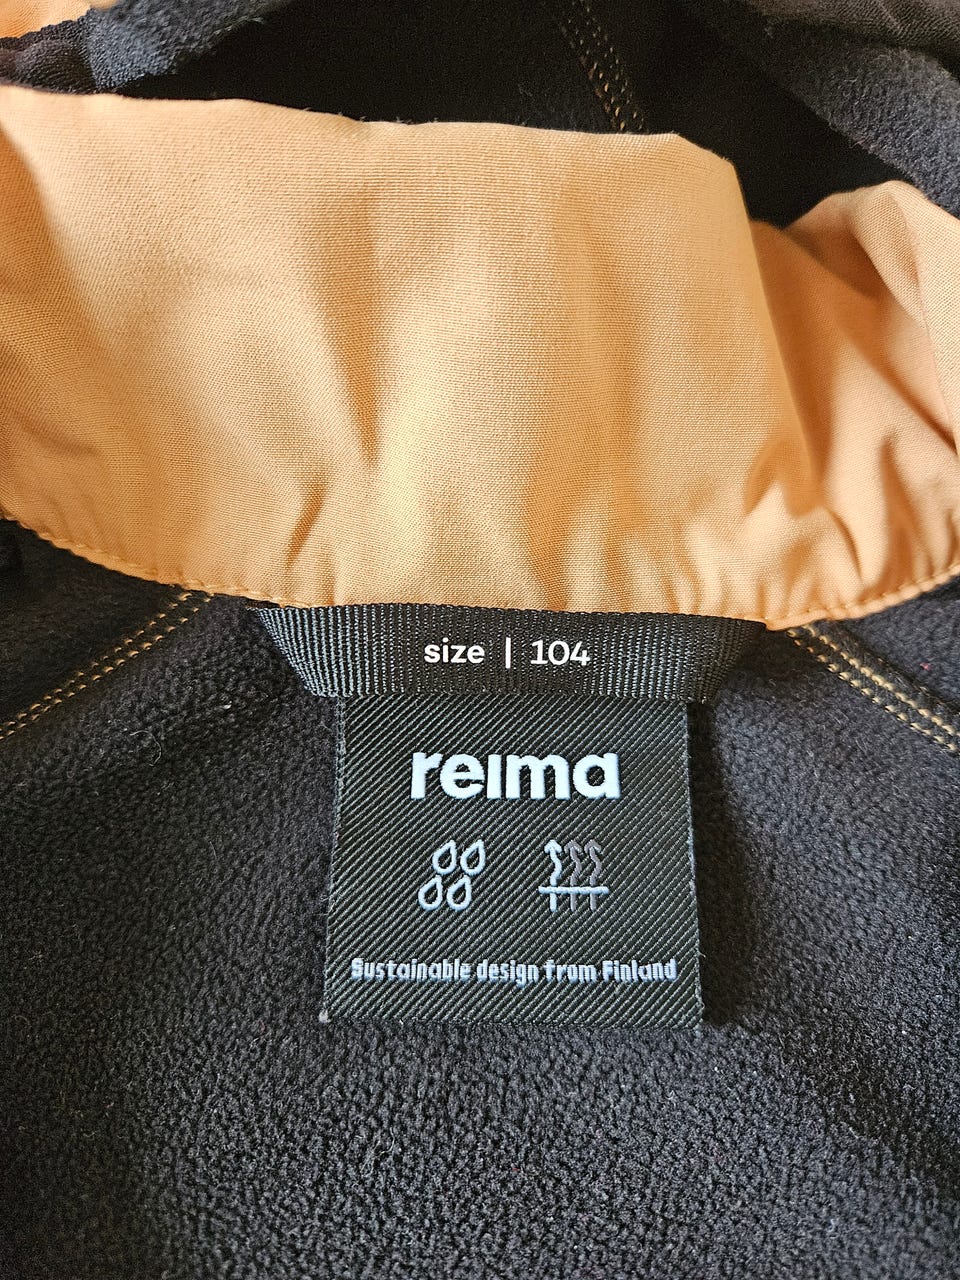 size | 104
reima
Sustainable design from Finland